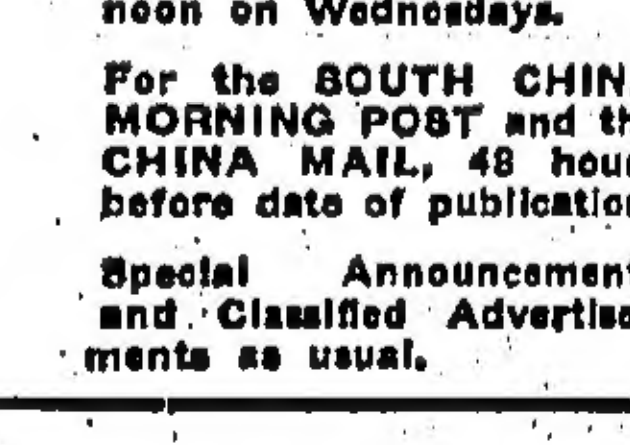 noon on Wednesdays.
For the SOUTH CHIN
MORNING POST and th
CHINA MAIL, 48 hour
before date of publication
Special Announcement
and Classified Advertise
ments as usual.